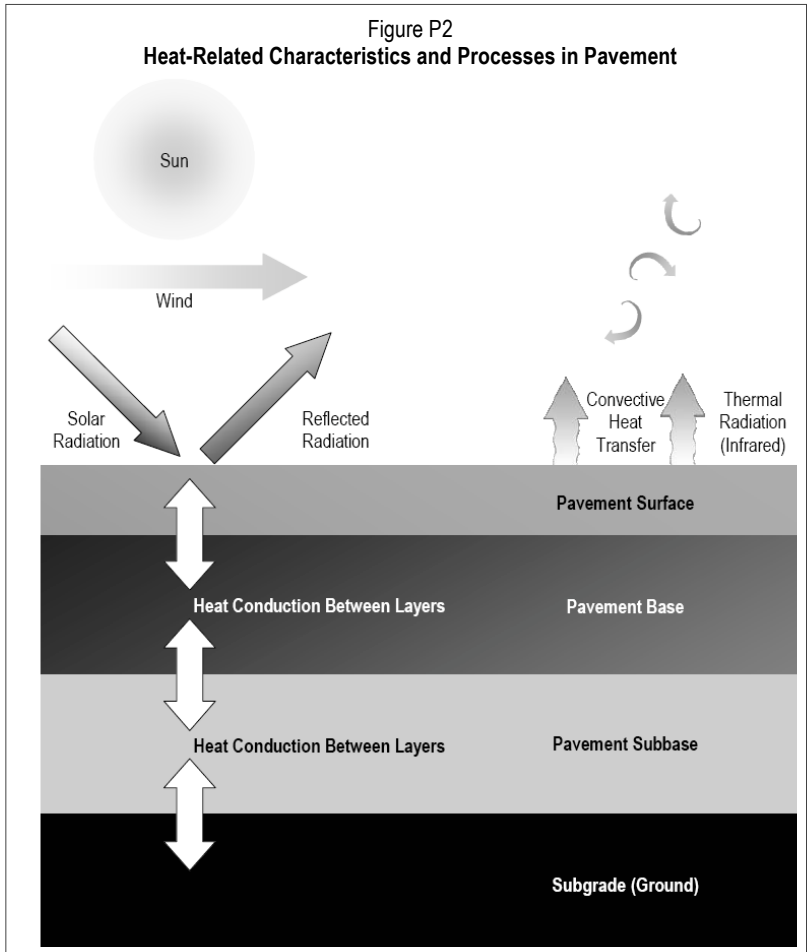 Figure P2
Heat-Related Characteristics and Processes in Pavement
Sun
Wind
Solar
Radiation
Reflected
Radiation
Convective
Heat
Transfer
Thermal
Radiation
(Infrared)
Pavement Surface
Heat Conduction Between Layers
Pavement Base
Heat Conduction Between Layers
Pavement Subbase
Subgrade (Ground)